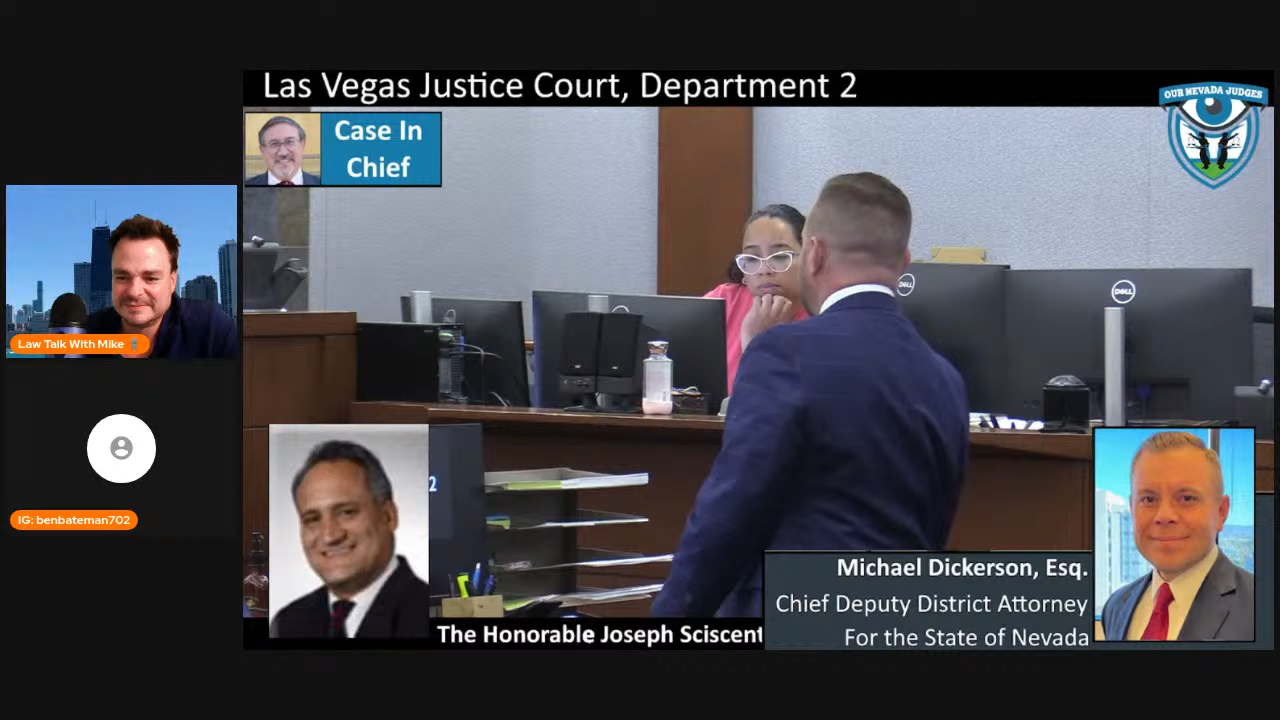 Las Vegas Justice Court, Department 2
OUR NEVADA JUDGES
Case In
Chief
Law Talk With Mike
IG: benbateman702
DELL
DELL
2
Michael Dickerson, Esq.
Chief Deputy District Attorney
For the State of Nevada
The Honorable Joseph Sciscent